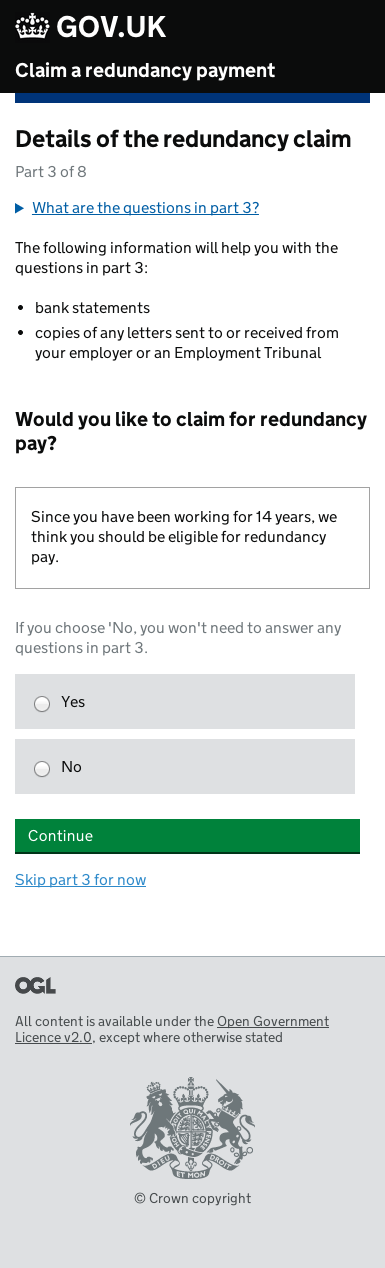 GOV.UK
Claim a redundancy payment
Details of the redundancy claim
Part 3 of 8
What are the questions in part 3?
The following information will help you with the
questions in part 3:
• bank statements
• copies of any letters sent to or received from
your employer or an Employment Tribunal
Would you like to claim for redundancy
pay?
Since you have been working for 14 years, we
think you should be eligible for redundancy
pay.
If you choose 'No, you won't need to answer any
questions in part 3.
Yes
No
Continue
Skip part 3 for now
OGL
All content is available under the Open Government
Licence v2.0, except where otherwise stated
DIEU ET MON DROIT
© Crown copyright